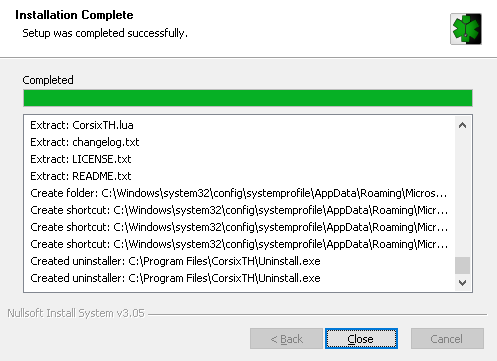 Installation Complete
Setup was completed successfully.
Completed
Extract: CorsixTH.lua
Extract: changelog.txt
Extract: LICENSE.txt
Extract: README.txt
Create folder: C:\Windows\system32\config\systemprofile\AppData\Roaming\Micros...
Create shortcut: C:\Windows\system32\config\systemprofile\AppData\Roaming\Micr...
Create shortcut: C:\Windows\system32\config\systemprofile\AppData\Roaming\Micr...
Create shortcut: C:\Windows\system32\config\systemprofile\AppData\Roaming\Micr...
Created uninstaller: C:\Program Files\CorsixTH\Uninstall.exe
Created uninstaller: C:\Program Files\CorsixTH\Uninstall.exe
Nullsoft Install System v3.05
< Back Close Cancel